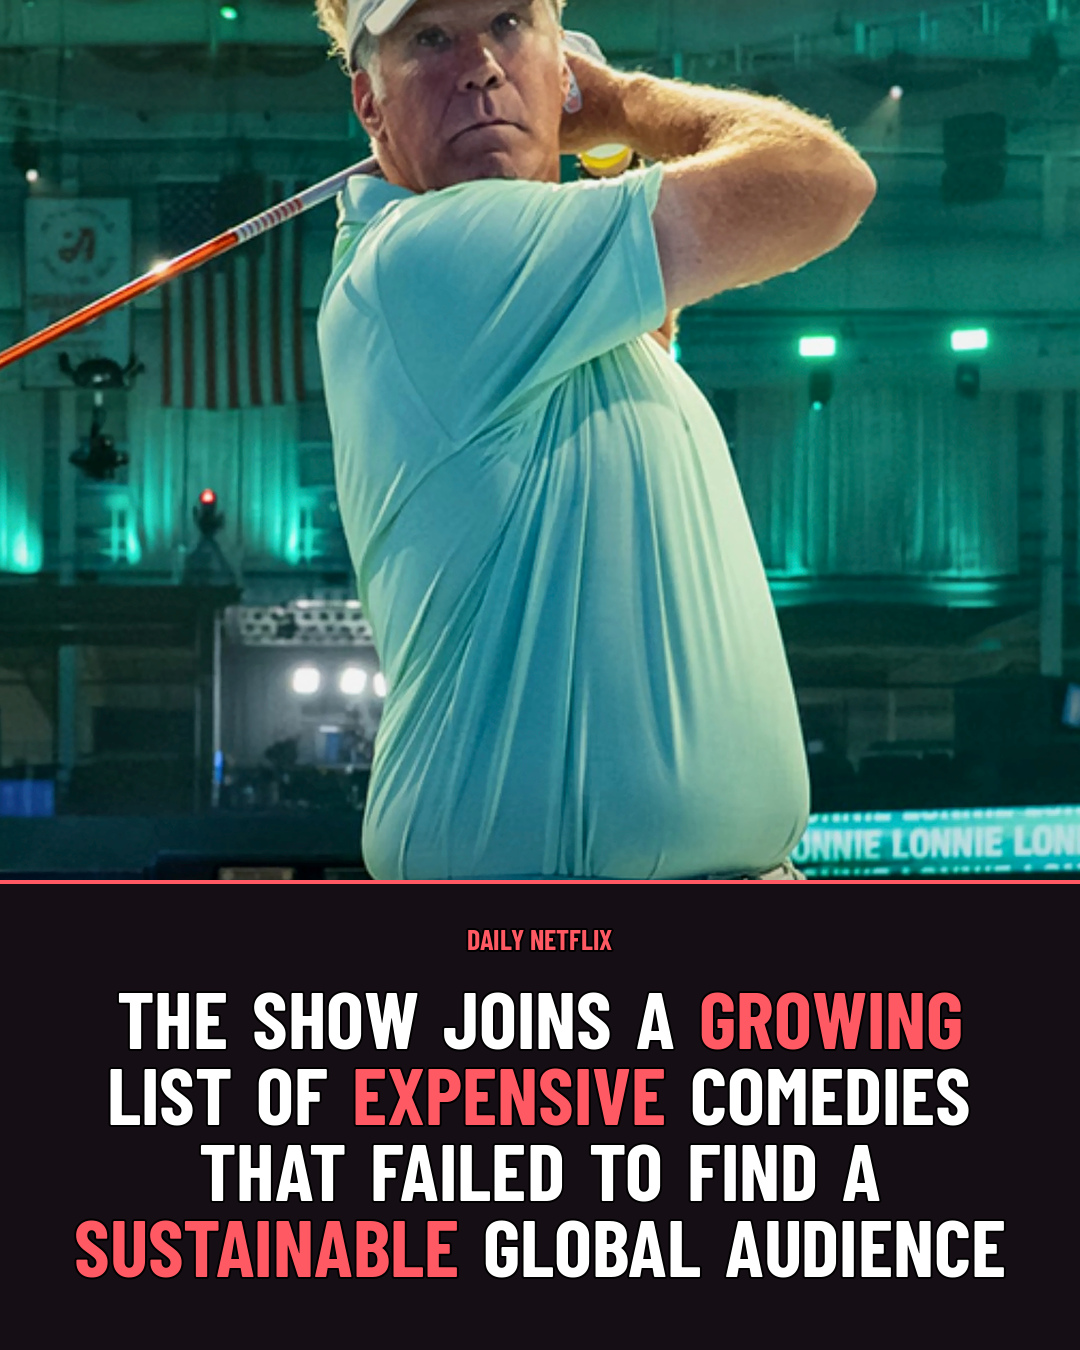 ONNIE LONNIE LON
DAILY NETFLIX
THE SHOW JOINS A GROWING
LIST OF EXPENSIVE COMEDIES
THAT FAILED TO FIND A
SUSTAINABLE GLOBAL AUDIENCE